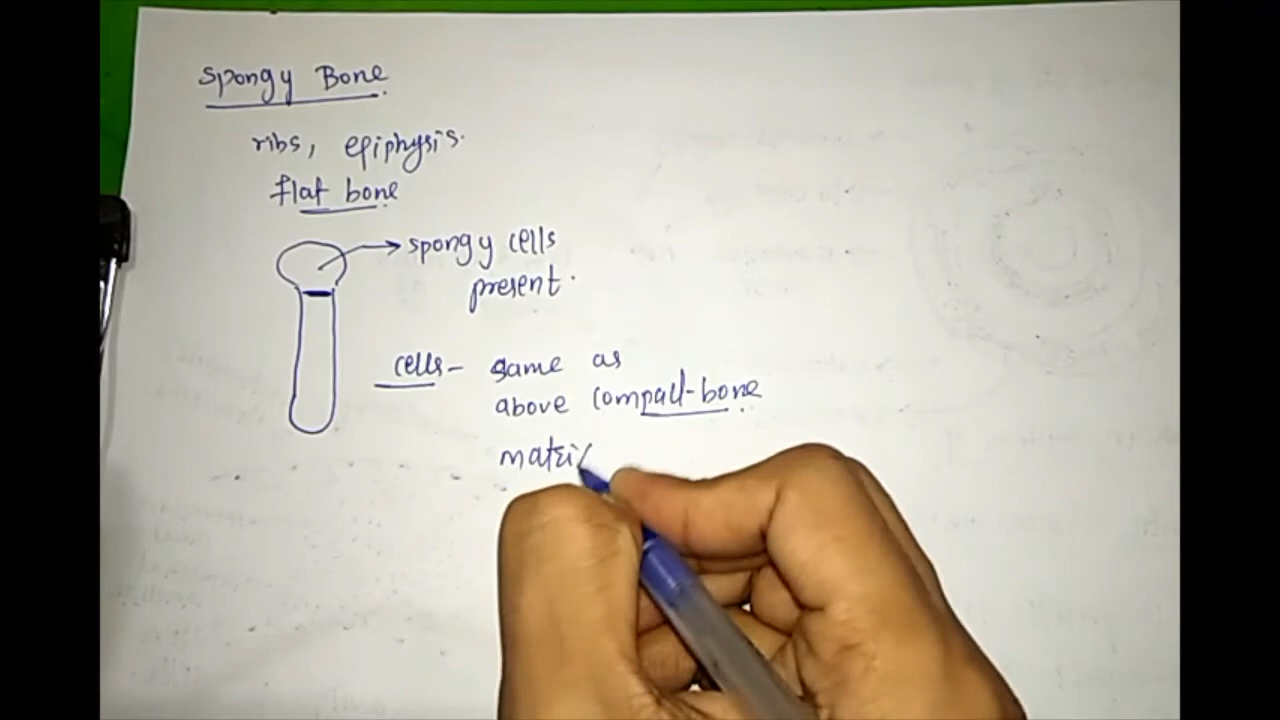 Spongy Bone
ribs, epiphysis.
flat bone
spongy cells
present.
cells - same as
above compact-bone
matri